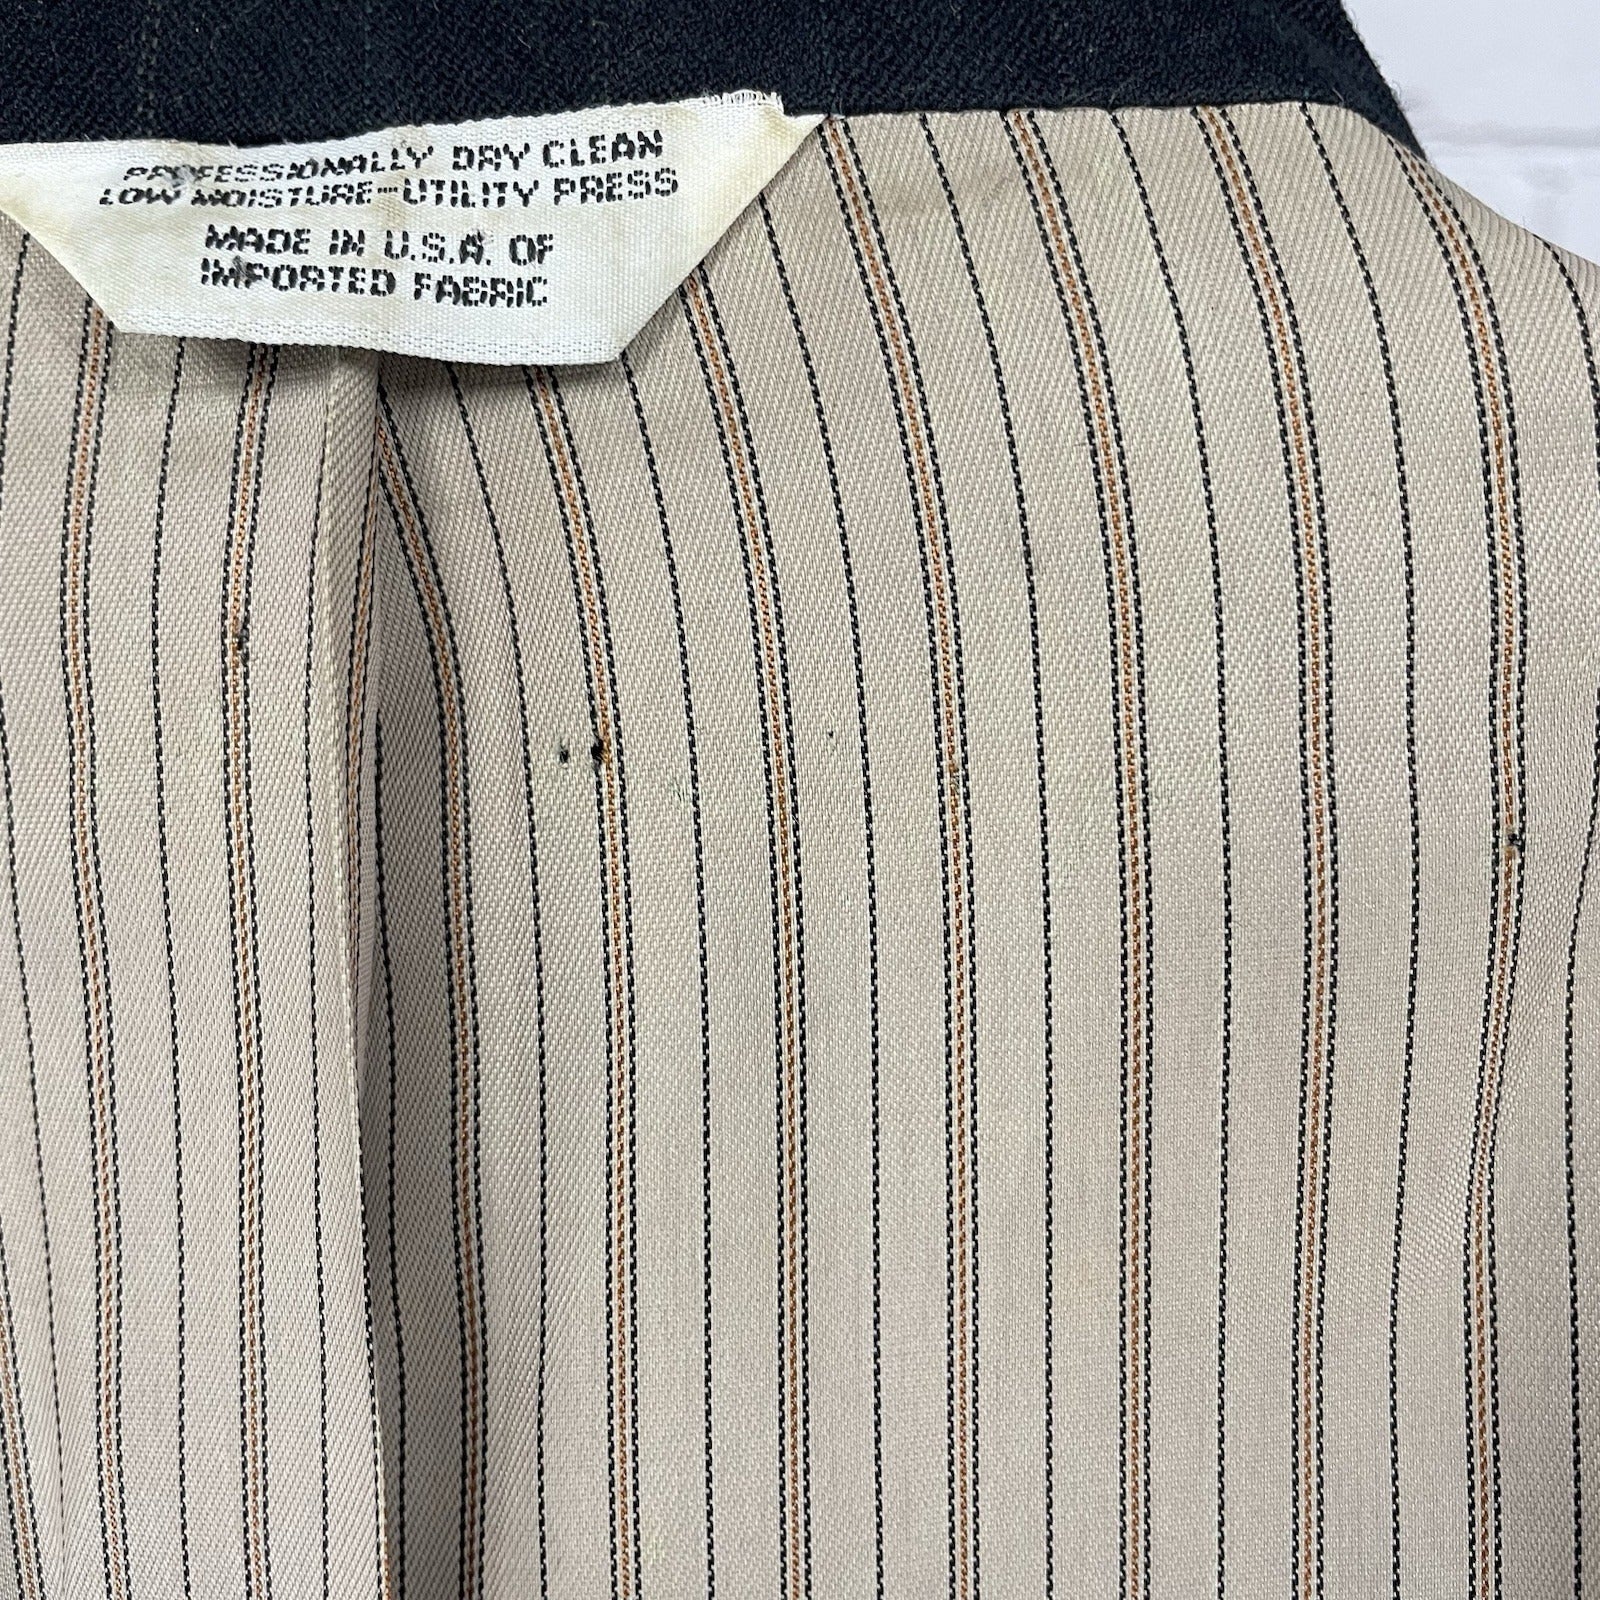 PROFESSIONALLY DRY CLEAN
LOW MOISTURE-UTILITY PRESS
MADE IN U.S.A. OF
IMPORTED FABRIC